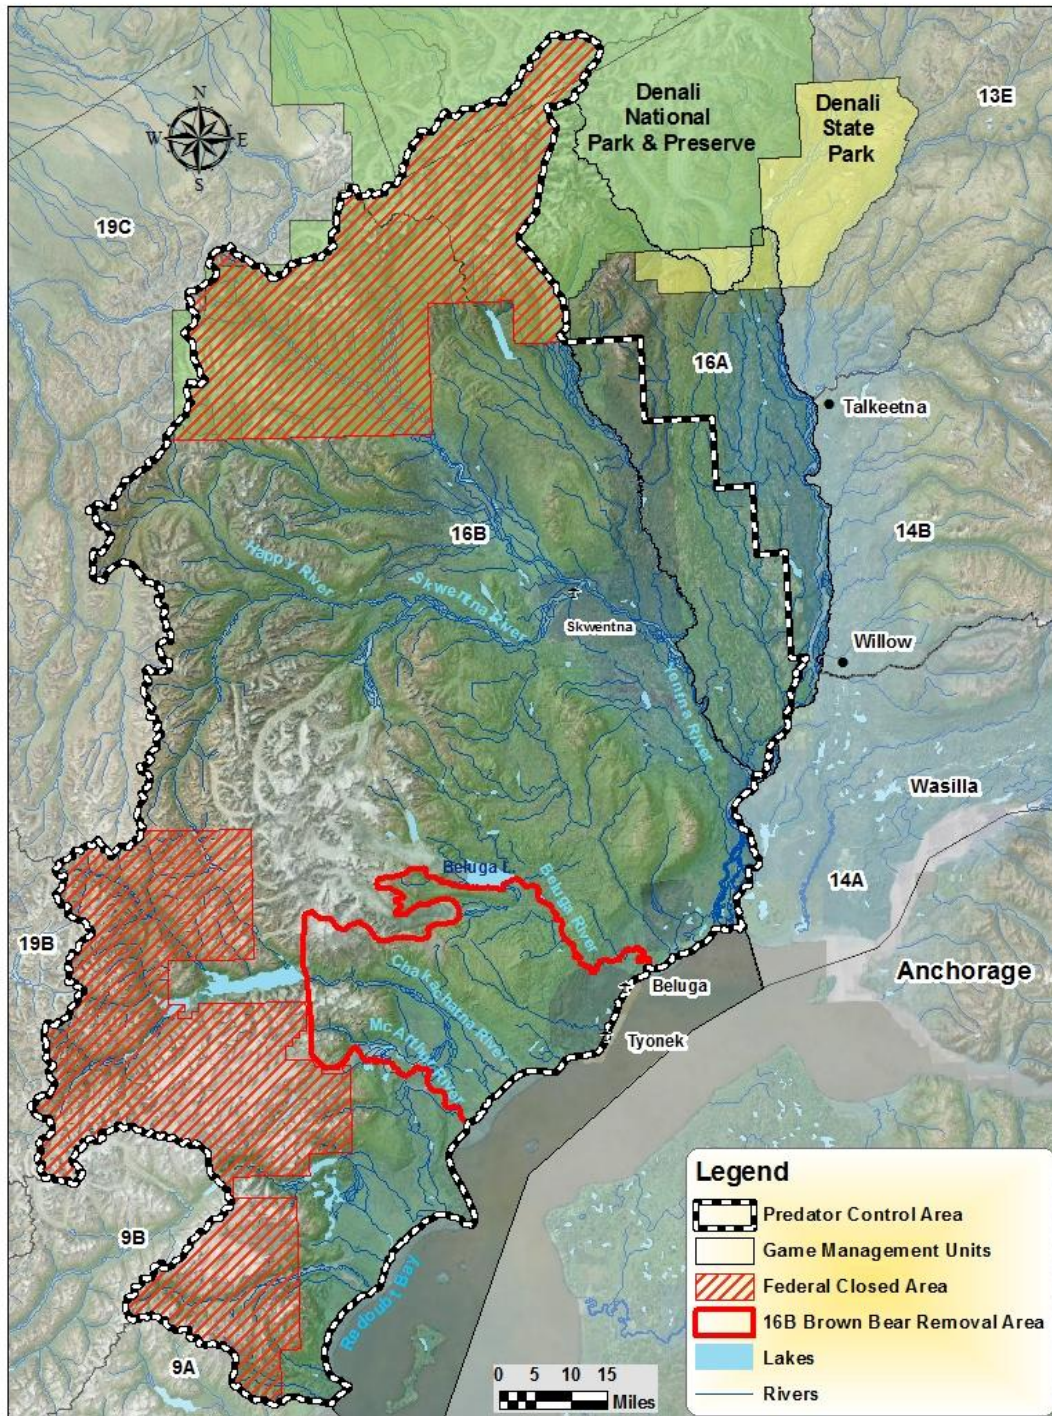 Denali
National
Park & Preserve
Denali
State
Park
13E
N
W
E
S
19C
16A
Talkeetna
16B
14B
Happy River
Skwentna River
Skwentna
Willow
Yentna River
Wasilla
Beluga L.
14A
Beluga River
19B
Anchorage
Chakachatna River
Beluga
McArthur River
Tyonek
9B
Redoubt Bay
9A
Legend
Predator Control Area
Game Management Units
Federal Closed Area
16B Brown Bear Removal Area
Lakes
Rivers
0 5 10 15
Miles